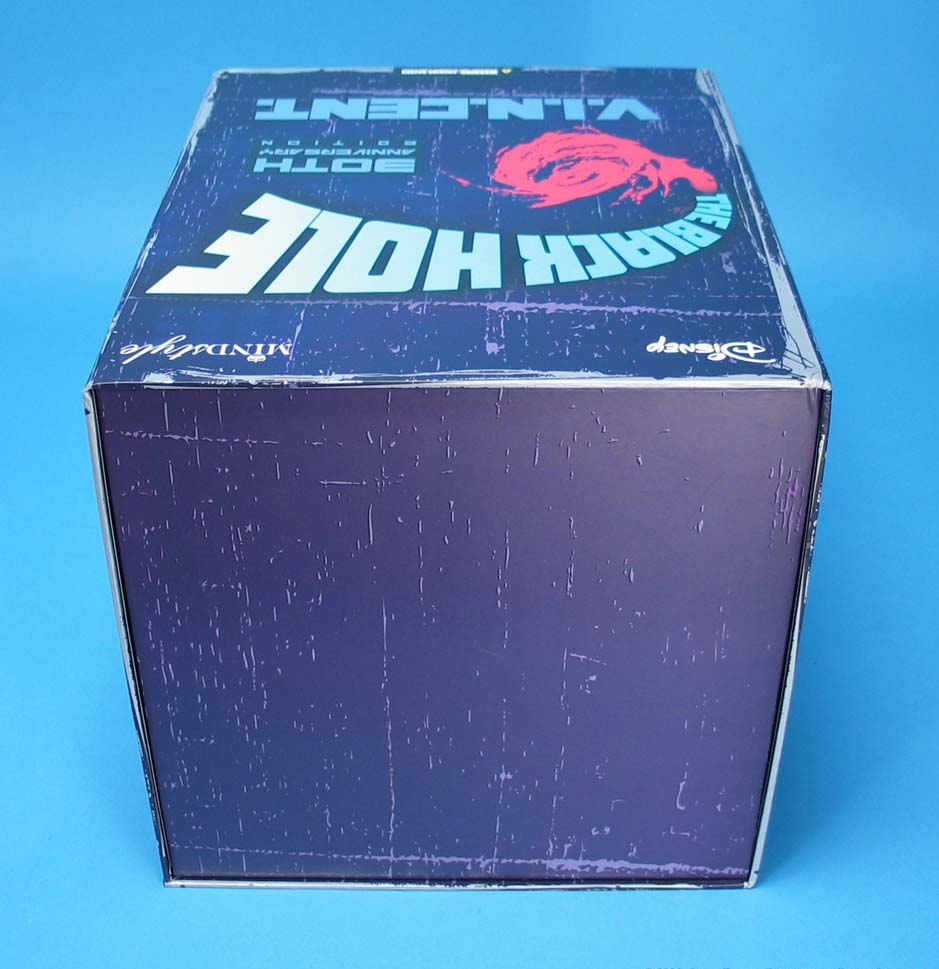 Disney MINDstyle
THE BLACK HOLE
30TH
ANNIVERSARY
EDITION
V.I.N.CENT.